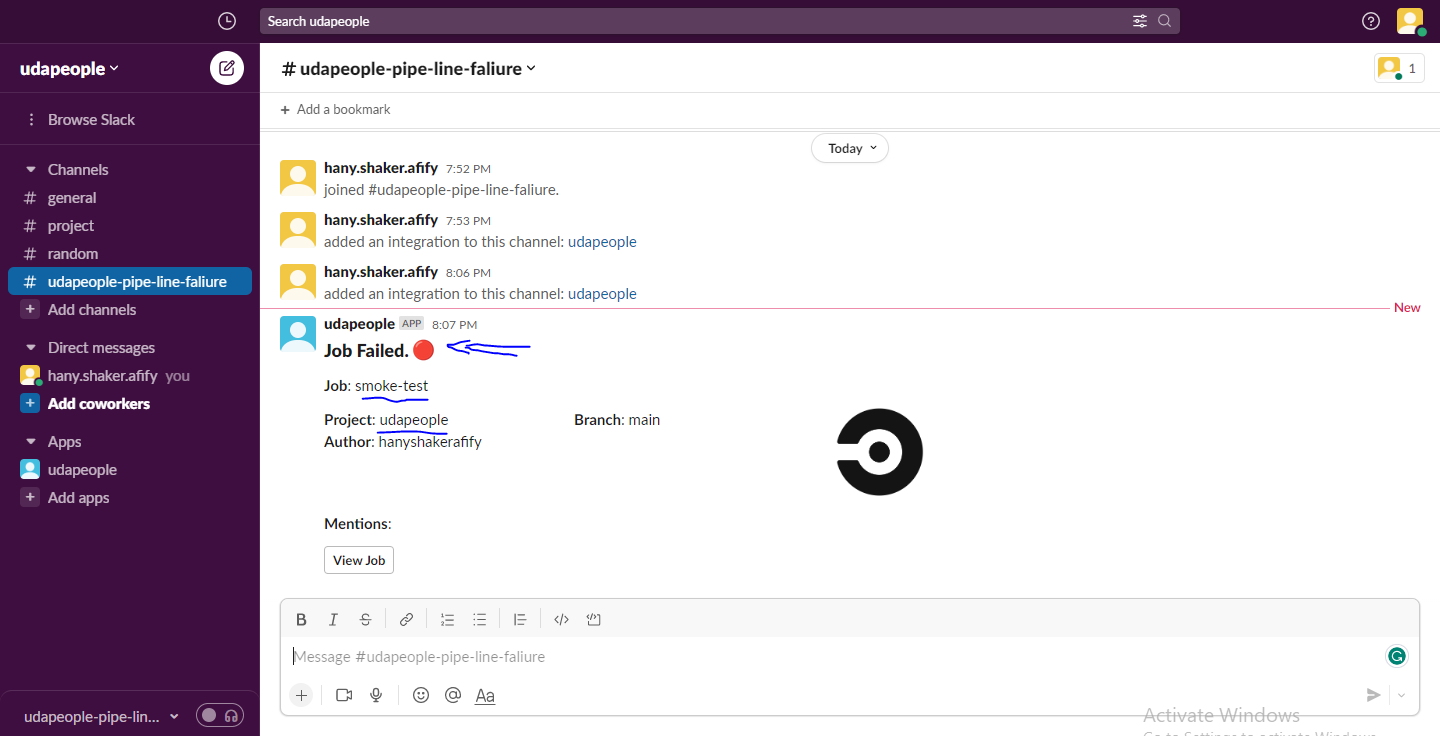 Search udapeople
udapeople
# udapeople-pipe-line-faliure
1
+ Add a bookmark
Browse Slack
Channels
# general
# project
# random
# udapeople-pipe-line-faliure
+ Add channels
Direct messages
hany.shaker.afify you
+ Add coworkers
Apps
udapeople
+ Add apps
udapeople-pipe-lin...
Today
hany.shaker.afify 7:52 PM
joined #udapeople-pipe-line-faliure.
hany.shaker.afify 7:53 PM
added an integration to this channel: udapeople
hany.shaker.afify 8:06 PM
added an integration to this channel: udapeople
New
udapeople APP 8:07 PM
Job Failed.
Job: smoke-test
Project: udapeople Branch: main
Author: hanyshakerafify
Mentions:
View Job
B I S
Message #udapeople-pipe-line-faliure
+ @ Aa
Activate Windows
Go to Settings to activate Windows.